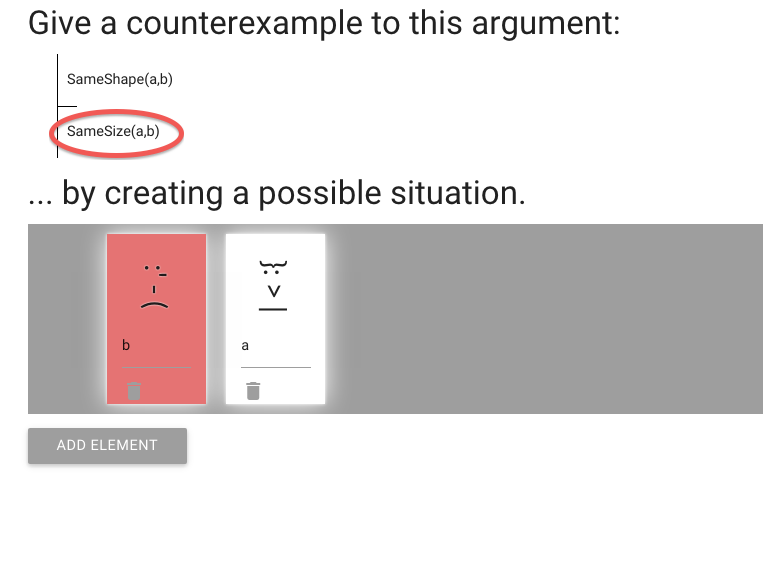 Give a counterexample to this argument:
SameShape(a,b)
SameSize(a,b)
... by creating a possible situation.
b
a
ADD ELEMENT